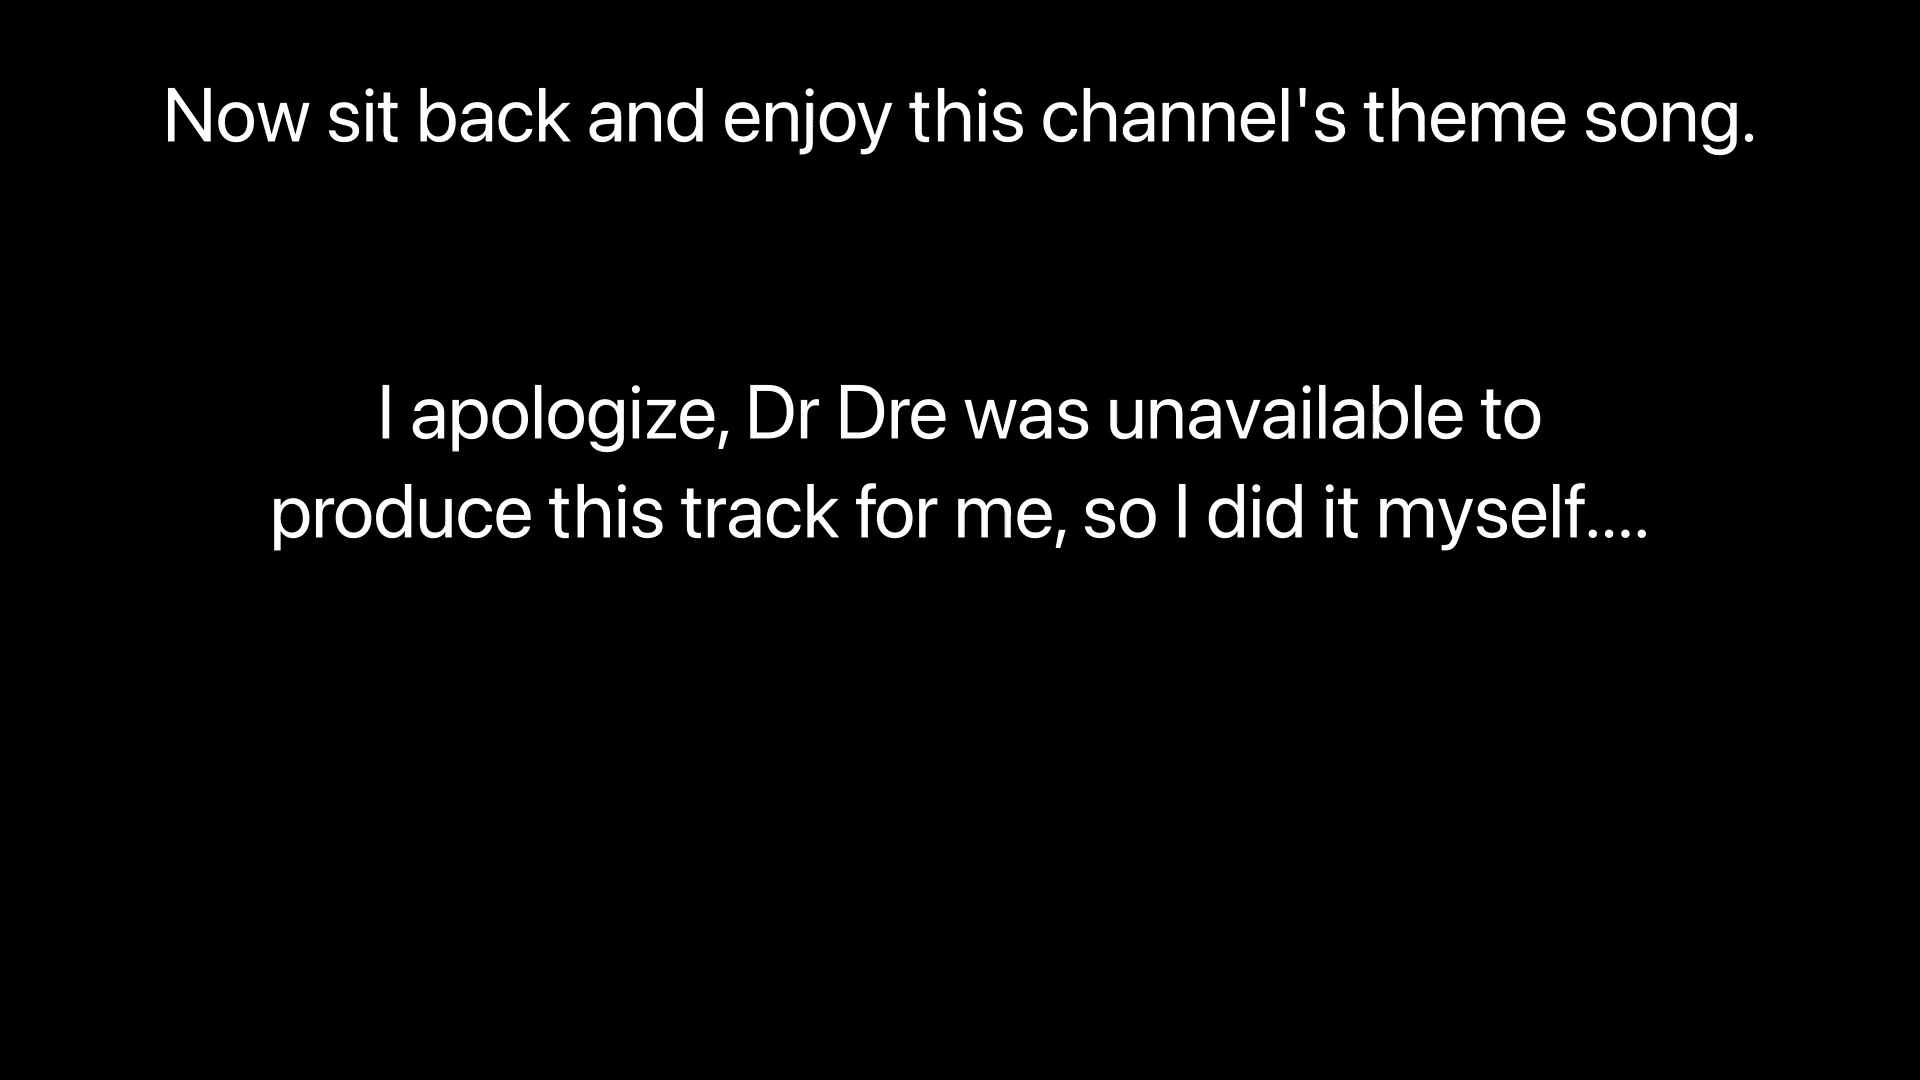 Now sit back and enjoy this channel's theme song.
I apologize, Dr Dre was unavailable to
produce this track for me, so I did it myself....